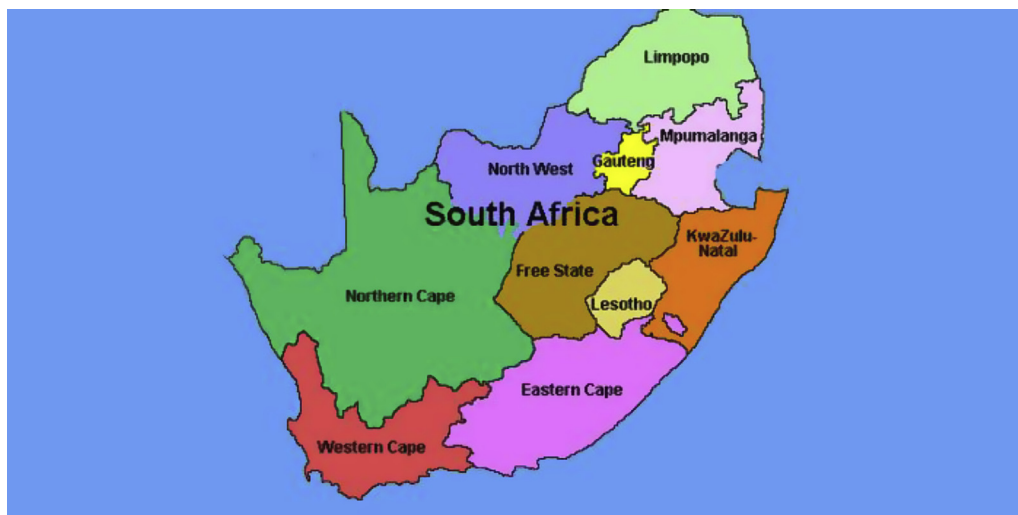 Limpopo
Mpumalanga
North West
Gauteng
South Africa
KwaZulu-
Natal
Free State
Northern Cape
Lesotho
Eastern Cape
Western Cape